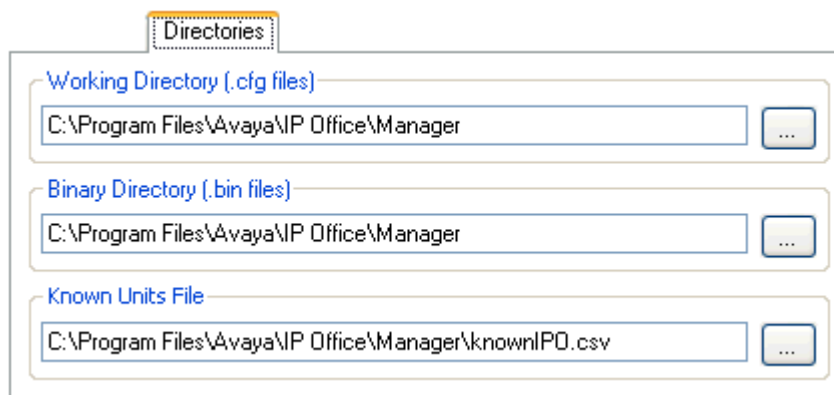 Directories
Working Directory (.cfg files)
C:\Program Files\Avaya\IP Office\Manager
...
Binary Directory (.bin files)
C:\Program Files\Avaya\IP Office\Manager
...
Known Units File
C:\Program Files\Avaya\IP Office\Manager\knownIPO.csv
...